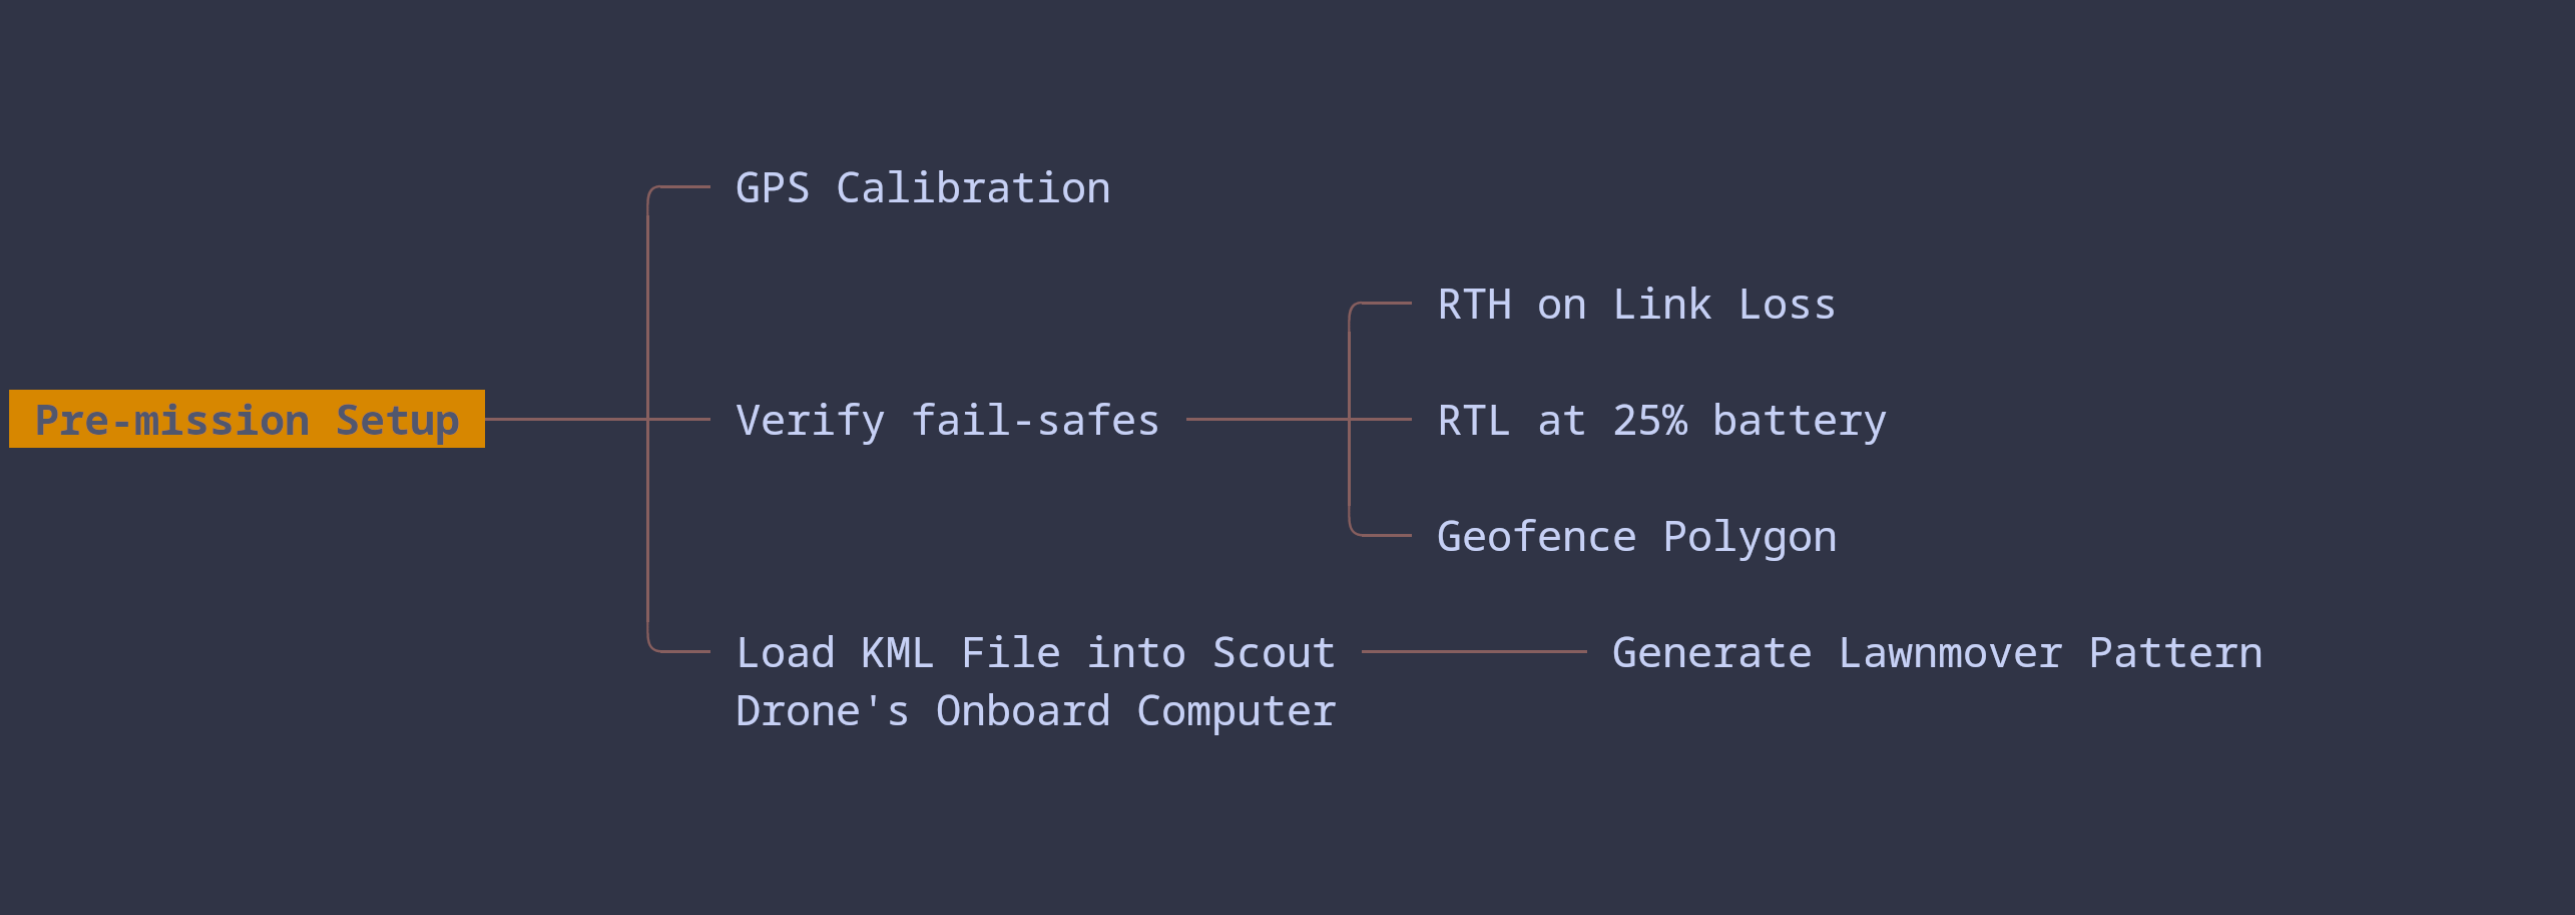 GPS Calibration
RTH on Link Loss
Pre-mission Setup
Verify fail-safes
RTL at 25% battery
Geofence Polygon
Load KML File into Scout
Drone's Onboard Computer
Generate Lawnmover Pattern